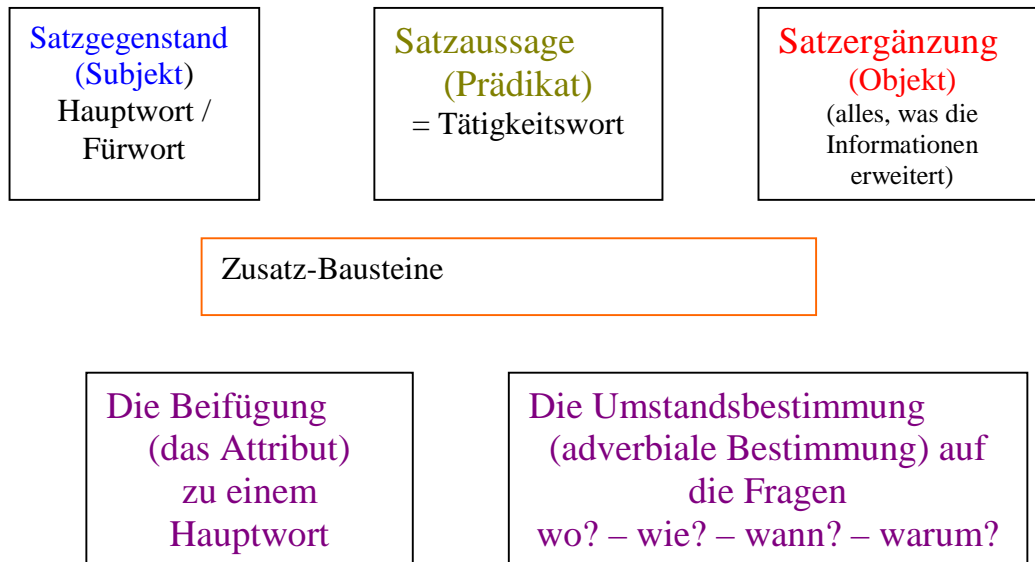 Satzgegenstand
(Subjekt)
Hauptwort /
Fürwort
Satzaussage
(Prädikat)
= Tätigkeitswort
Satzergänzung
(Objekt)
(alles, was die
Informationen
erweitert)
Zusatz-Bausteine
Die Beifügung
(das Attribut)
zu einem
Hauptwort
Die Umstandsbestimmung
(adverbiale Bestimmung) auf
die Fragen
wo? – wie? – wann? – warum?